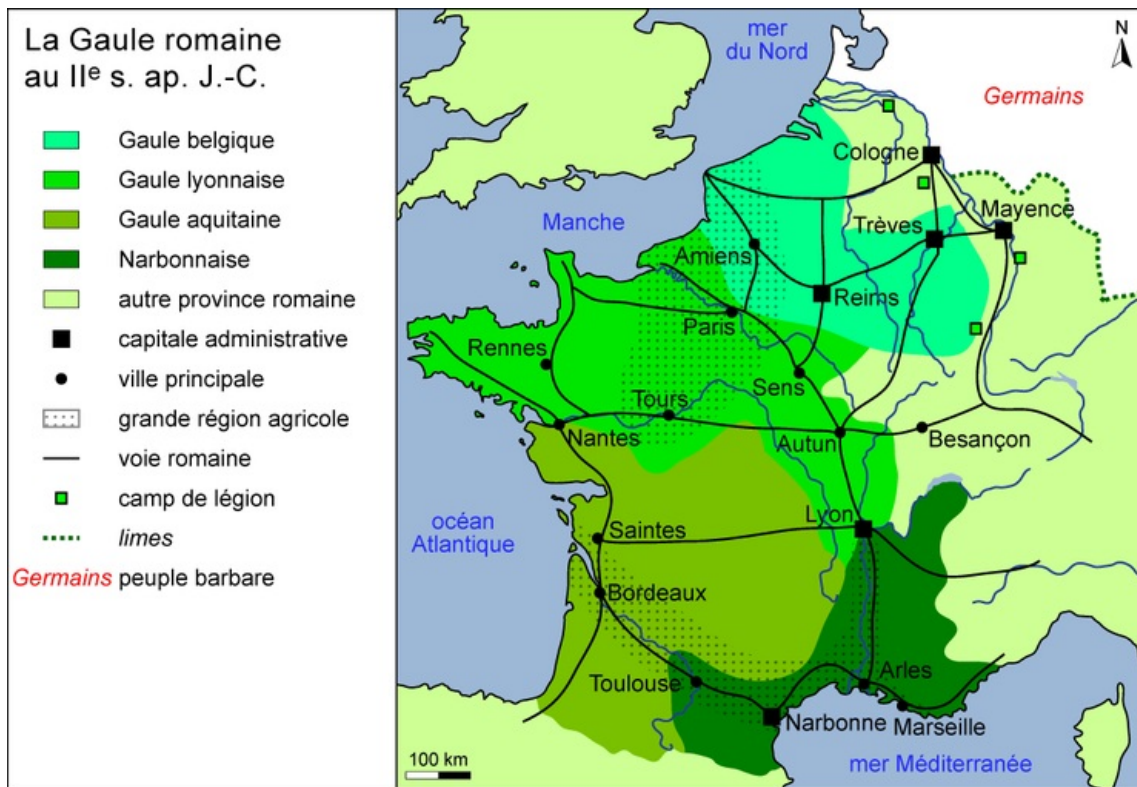 La Gaule romaine
au IIe s. ap. J.-C.
Gaule belgique
Gaule lyonnaise
Gaule aquitaine
Narbonnaise
autre province romaine
capitale administrative
ville principale
grande région agricole
voie romaine
camp de légion
limes
Germains peuple barbare
mer
du Nord
N
Germains
Cologne
Manche
Trèves
Mayence
Amiens
Reims
Paris
Rennes
Sens
Tours
Nantes
Autun
Besançon
océan
Atlantique
Saintes
Lyon
Bordeaux
Toulouse
Arles
Narbonne
Marseille
100 km
mer Méditerranée